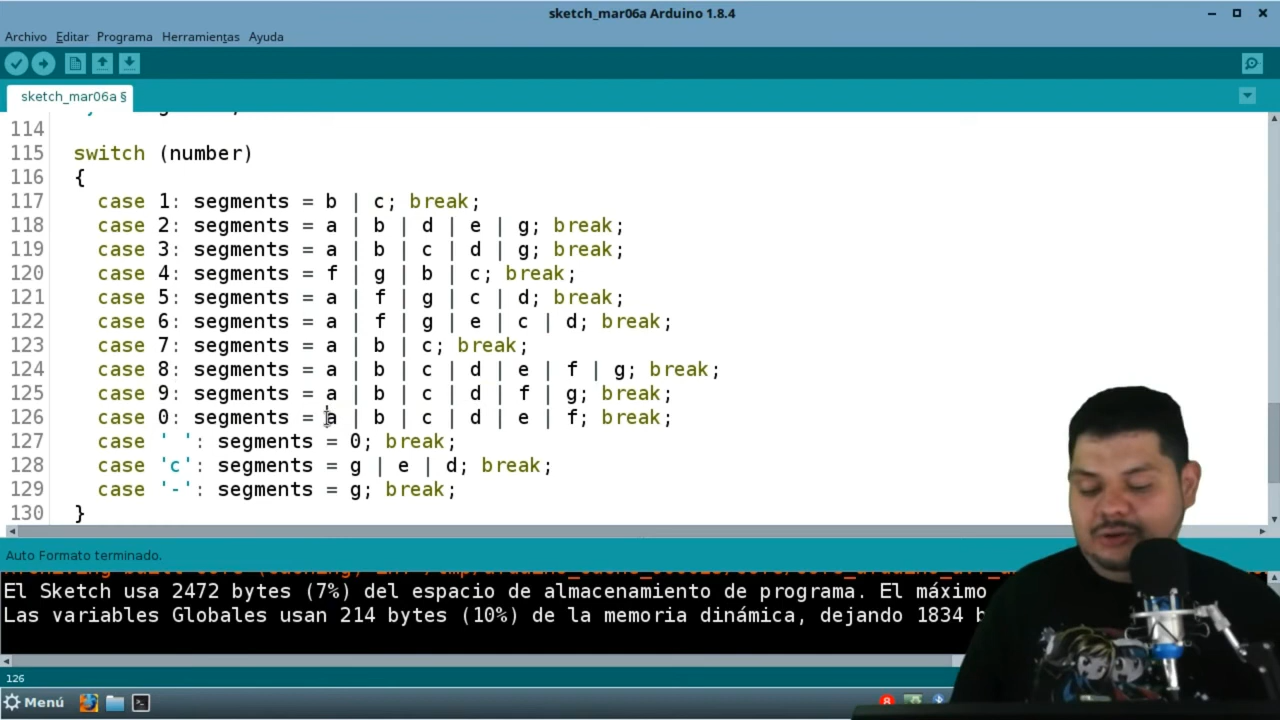 sketch_mar06a Arduino 1.8.4
Archivo Editar Programa Herramientas Ayuda
sketch_mar06a §
114
115 switch (number)
116 {
117 case 1: segments = b | c; break;
118 case 2: segments = a | b | d | e | g; break;
119 case 3: segments = a | b | c | d | g; break;
120 case 4: segments = f | g | b | c; break;
121 case 5: segments = a | f | g | c | d; break;
122 case 6: segments = a | f | g | e | c | d; break;
123 case 7: segments = a | b | c; break;
124 case 8: segments = a | b | c | d | e | f | g; break;
125 case 9: segments = a | b | c | d | f | g; break;
126 case 0: segments = a | b | c | d | e | f; break;
127 case ' ': segments = 0; break;
128 case 'c': segments = g | e | d; break;
129 case '-': segments = g; break;
130 }
Auto Formato terminado.
El Sketch usa 2472 bytes (7%) del espacio de almacenamiento de programa. El máximo
Las variables Globales usan 214 bytes (10%) de la memoria dinámica, dejando 1834 b
126
Menú
8